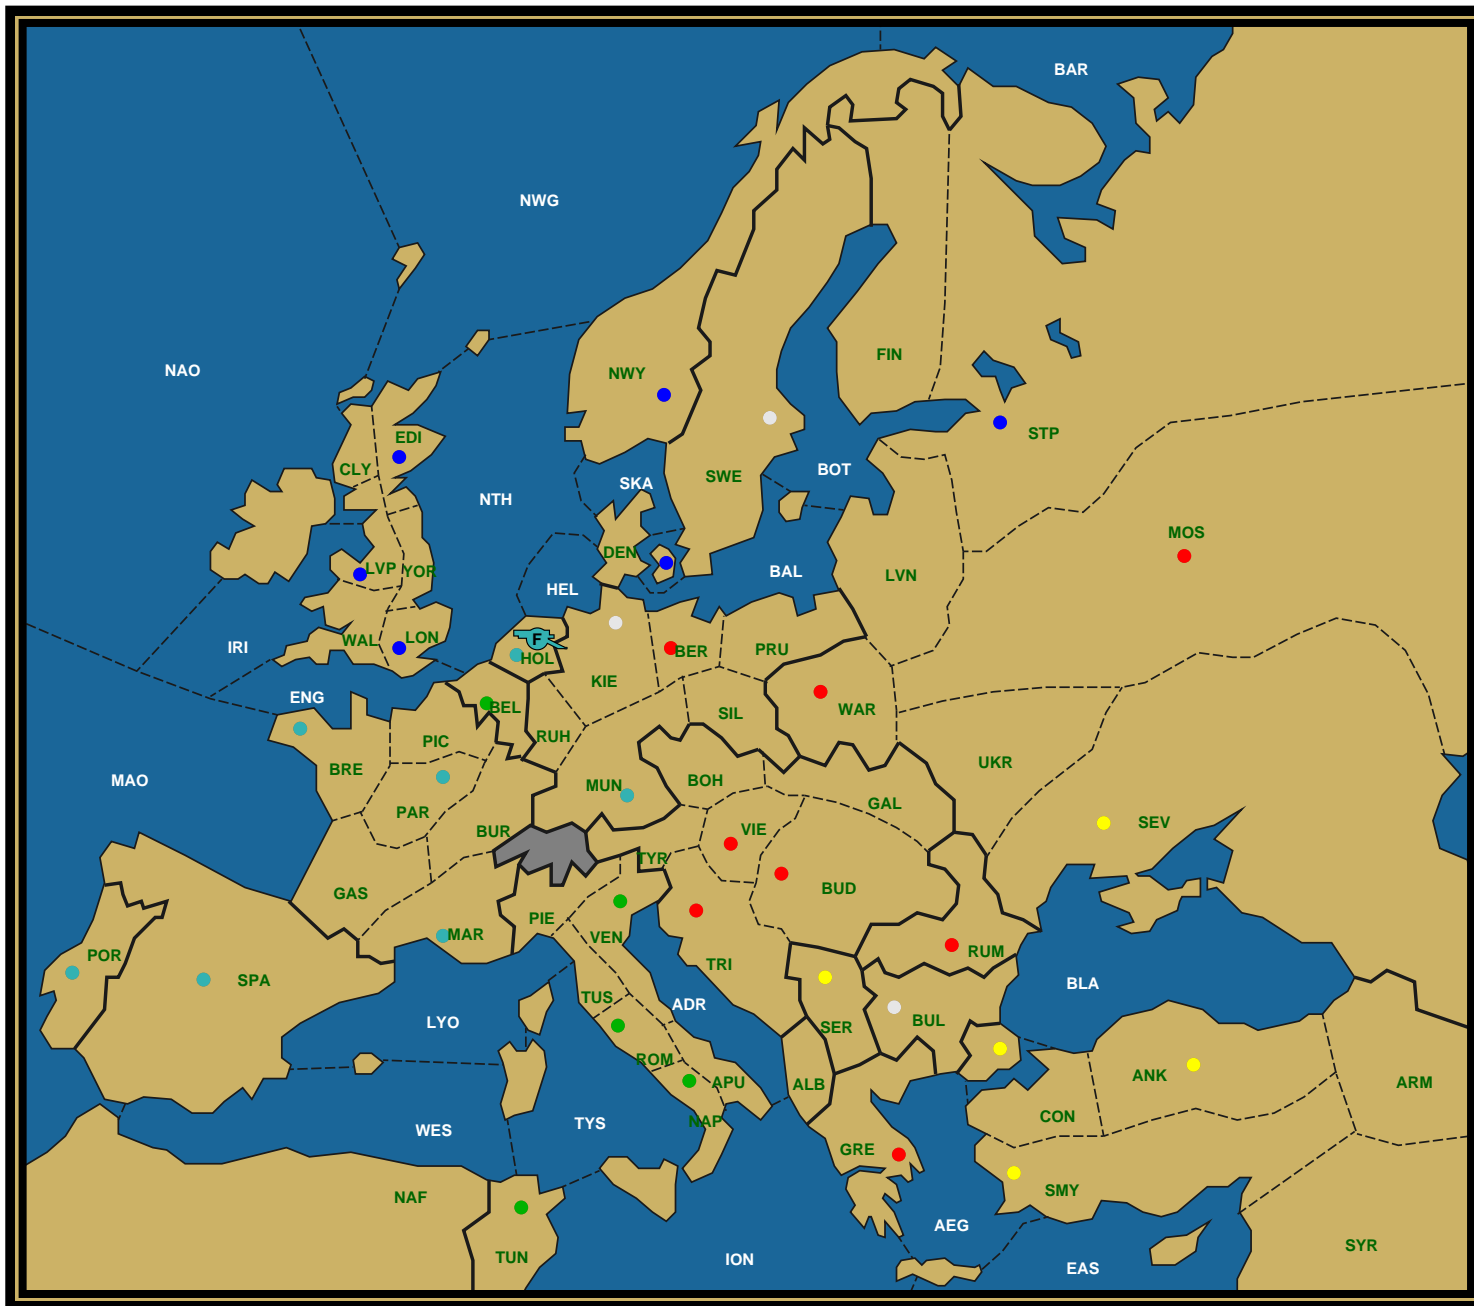 BAR
NWG
NAO
FIN
NWY
STP
EDI
CLY
SWE
BOT
SKA
NTH
MOS
DEN
LVP
YOR
BAL
LVN
HEL
IRI
WAL
LON
F
HOL
BER
PRU
KIE
ENG
BEL
SIL
WAR
RUH
PIC
UKR
BRE
MAO
MUN
BOH
GAL
PAR
SEV
BUR
VIE
TYR
BUD
GAS
PIE
MAR
VEN
POR
RUM
SPA
TRI
BLA
TUS
ADR
LYO
BUL
SER
ROM
ANK
APU
ALB
ARM
CON
NAP
TYS
WES
GRE
SMY
NAF
AEG
SYR
TUN
ION
EAS